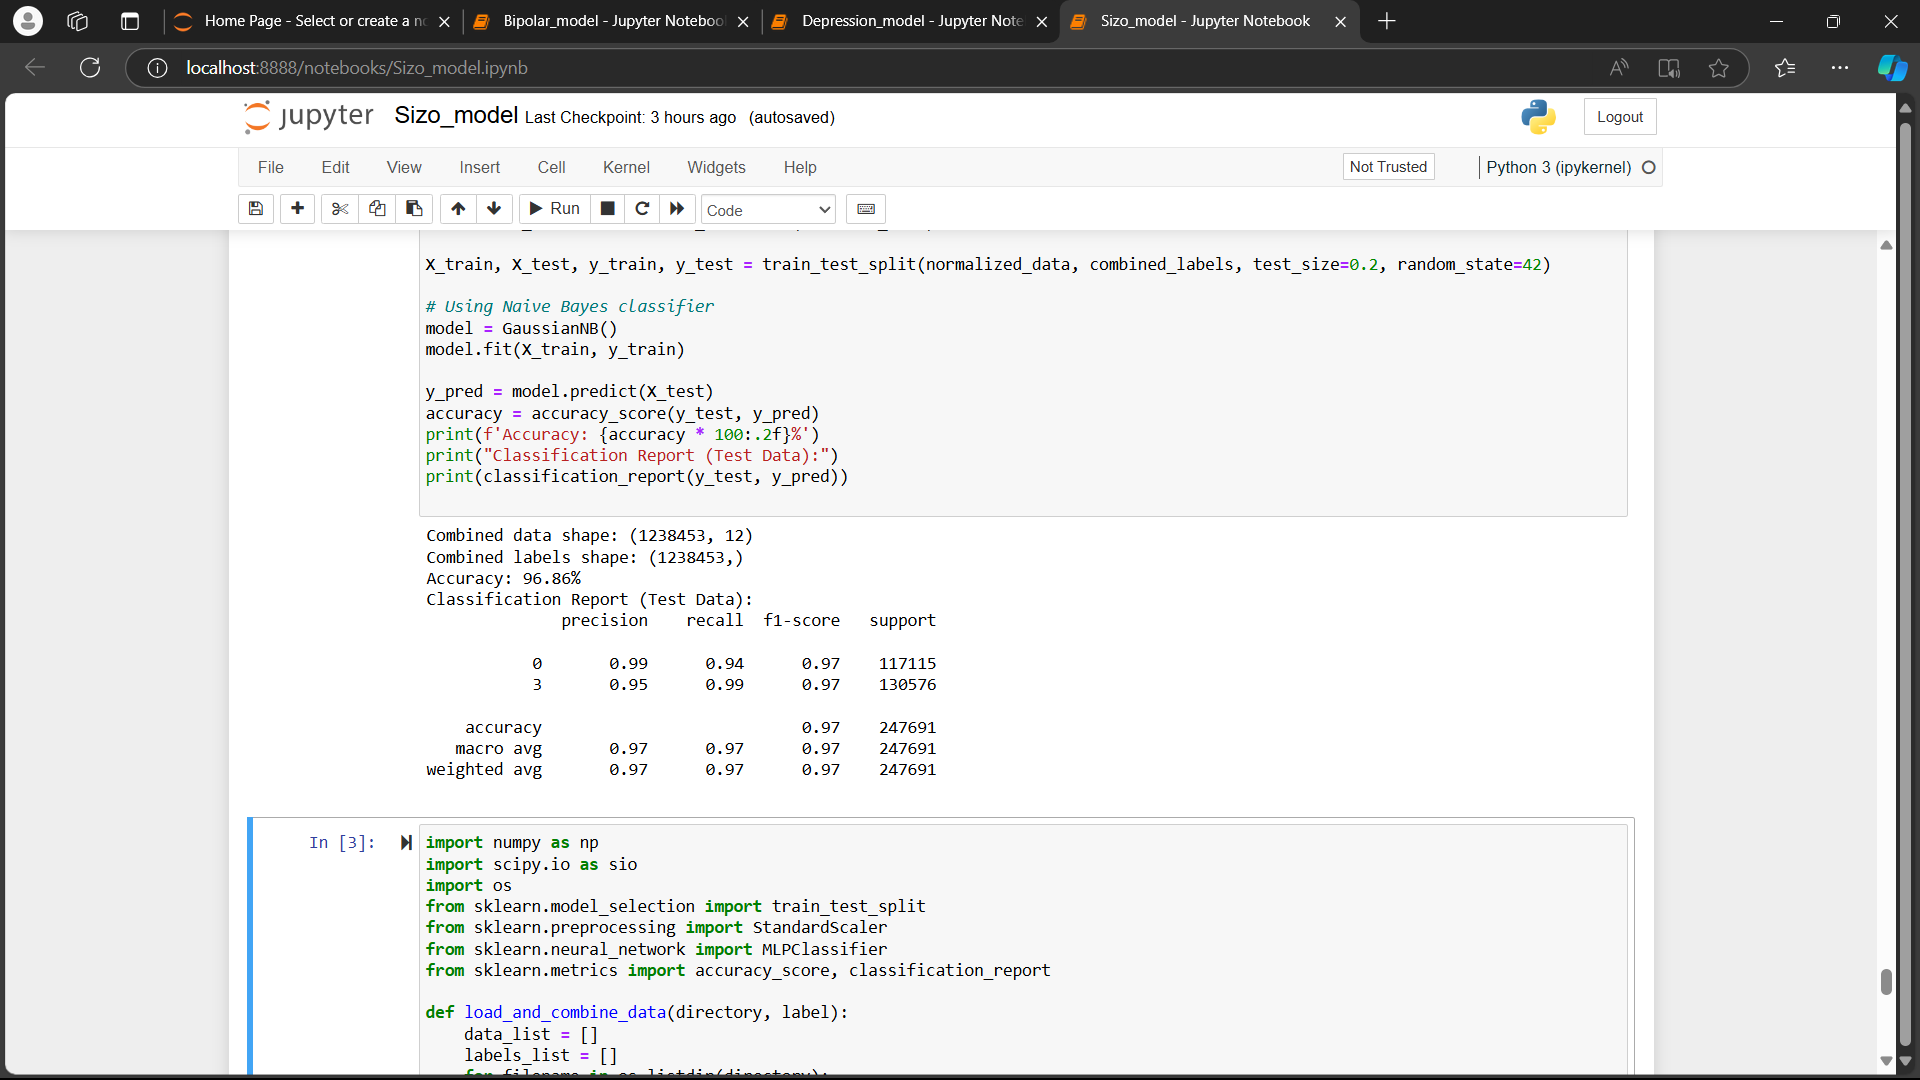 Home Page - Select or create a n
Bipolar_model - Jupyter Noteboo
Depression_model - Jupyter Note
Sizo_model - Jupyter Notebook
localhost:8888/notebooks/Sizo_model.ipynb
jupyter Sizo_model Last Checkpoint: 3 hours ago (autosaved)
Logout
File Edit View Insert Cell Kernel Widgets Help
Not Trusted
Python 3 (ipykernel)
Run
Code
X_train, X_test, y_train, y_test = train_test_split(normalized_data, combined_labels, test_size=0.2, random_state=42)
# Using Naive Bayes classifier
model = GaussianNB()
model.fit(X_train, y_train)
y_pred = model.predict(X_test)
accuracy = accuracy_score(y_test, y_pred)
print(f'Accuracy: {accuracy * 100:.2f}%')
print("Classification Report (Test Data):")
print(classification_report(y_test, y_pred))
Combined data shape: (1238453, 12)
Combined labels shape: (1238453,)
Accuracy: 96.86%
Classification Report (Test Data):
precision recall f1-score support
0 0.99 0.94 0.97 117115
3 0.95 0.99 0.97 130576
accuracy 0.97 247691
macro avg 0.97 0.97 0.97 247691
weighted avg 0.97 0.97 0.97 247691
In [3]:
import numpy as np
import scipy.io as sio
import os
from sklearn.model_selection import train_test_split
from sklearn.preprocessing import StandardScaler
from sklearn.neural_network import MLPClassifier
from sklearn.metrics import accuracy_score, classification_report
def load_and_combine_data(directory, label):
data_list = []
labels_list = []
for filename in os.listdir(directory):